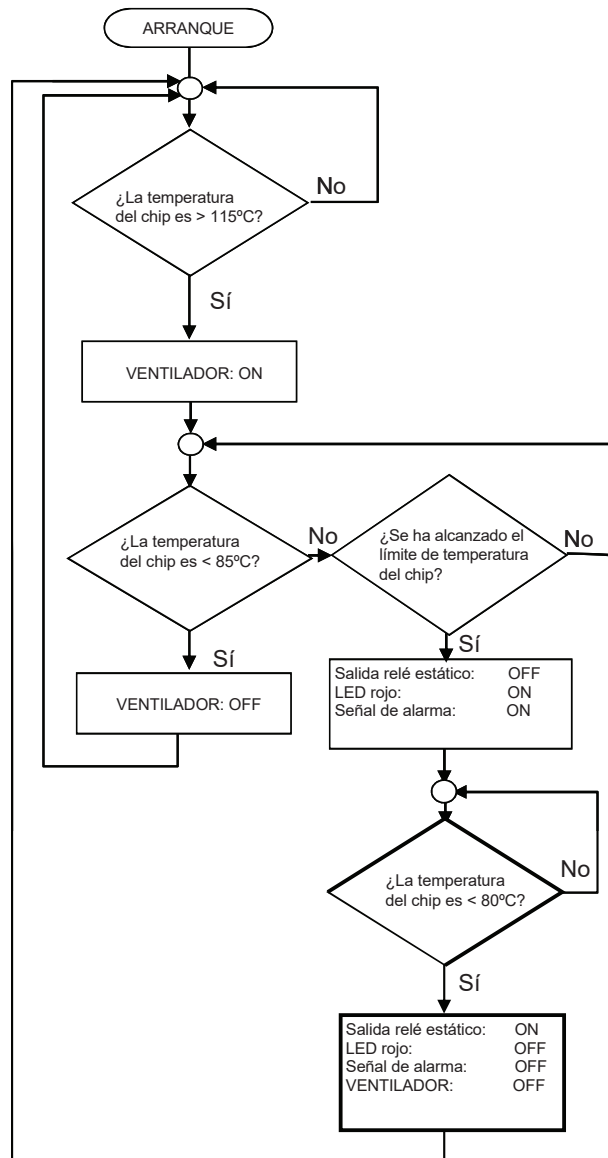 ARRANQUE
¿La temperatura
del chip es > 115ºC?
No
Sí
VENTILADOR: ON
¿La temperatura
del chip es < 85ºC?
No
¿Se ha alcanzado el
límite de temperatura
del chip?
No
Sí
VENTILADOR: OFF
Sí
Salida relé estático: OFF
LED rojo: ON
Señal de alarma: ON
¿La temperatura
del chip es < 80ºC?
No
Sí
Salida relé estático: ON
LED rojo: OFF
Señal de alarma: OFF
VENTILADOR: OFF